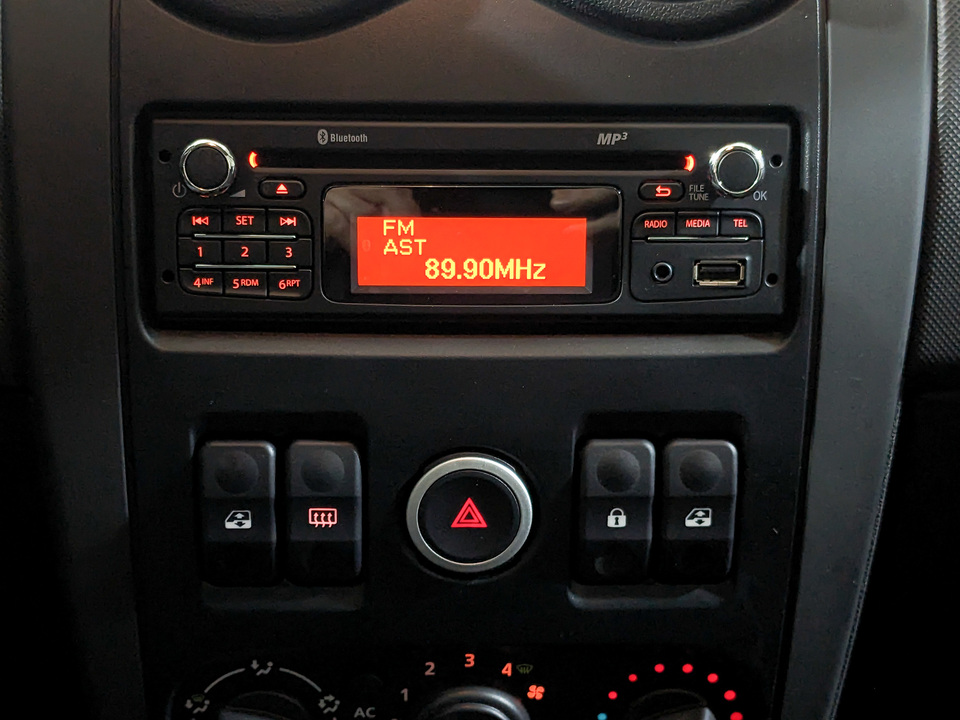 Bluetooth
MP3
FILE
TUNE
OK
SET
RADIO
MEDIA
TEL
FM
AST
89.90MHz
1
2
3
4INF
5RDM
6RPT
1
2
3
4
AC